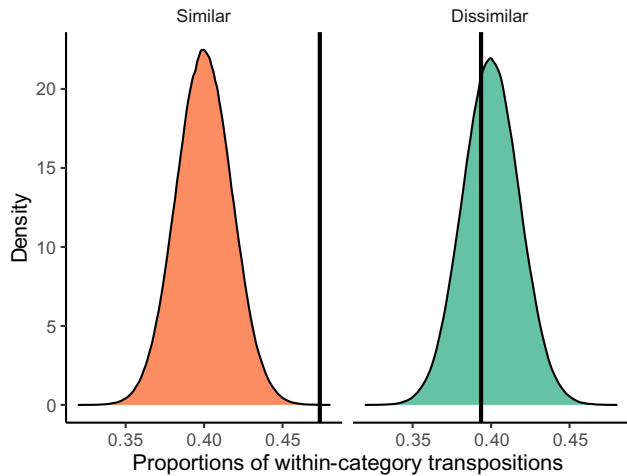 Similar
Dissimilar
Density
20
15
10
5
0
0.35 0.40 0.45
0.35 0.40 0.45
Proportions of within-category transpositions